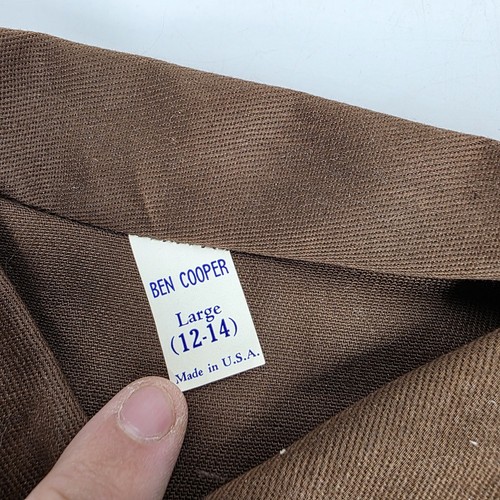 BEN COOPER
Large
(12-14)
Made in U.S.A.